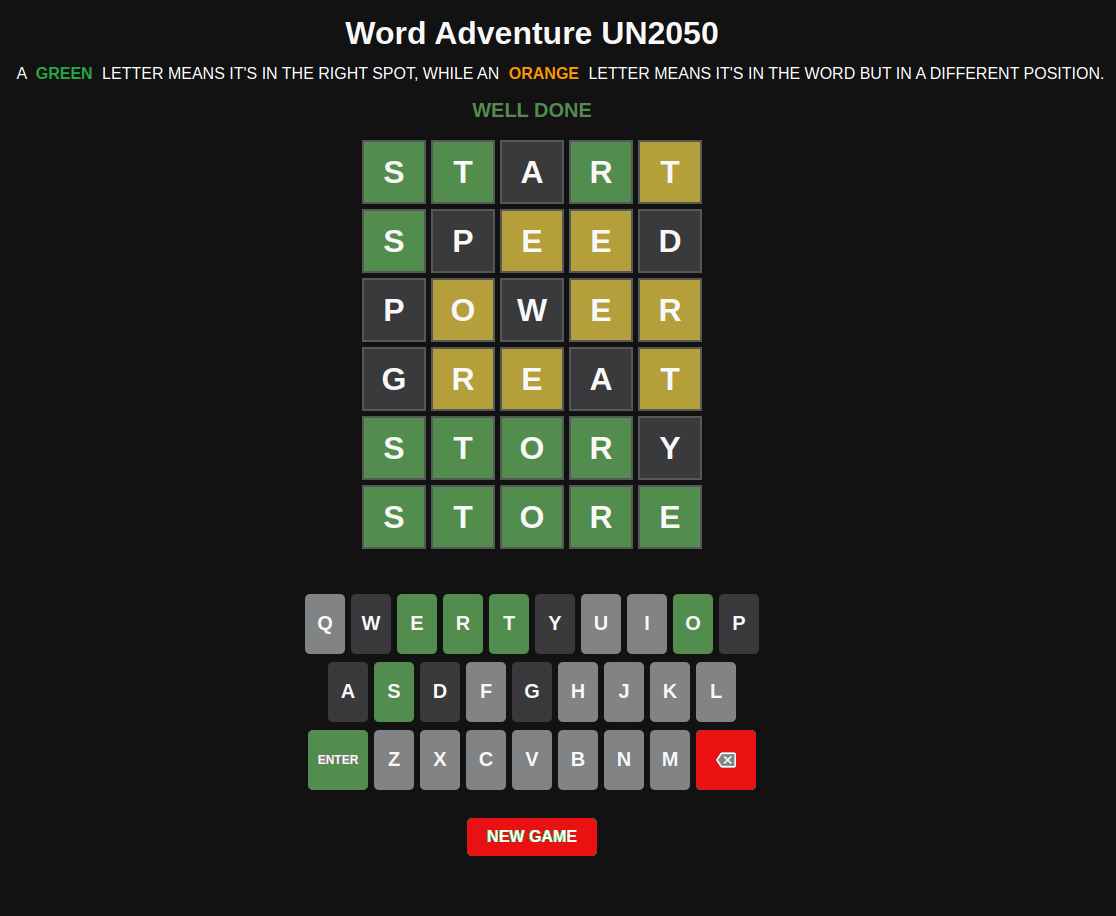 Word Adventure UN2050
A GREEN LETTER MEANS IT'S IN THE RIGHT SPOT, WHILE AN ORANGE LETTER MEANS IT'S IN THE WORD BUT IN A DIFFERENT POSITION.
WELL DONE
S T A R T
S P E E D
P O W E R
G R E A T
S T O R Y
S T O R E
Q W E R T Y U I O P
A S D F G H J K L
ENTER Z X C V B N M
NEW GAME